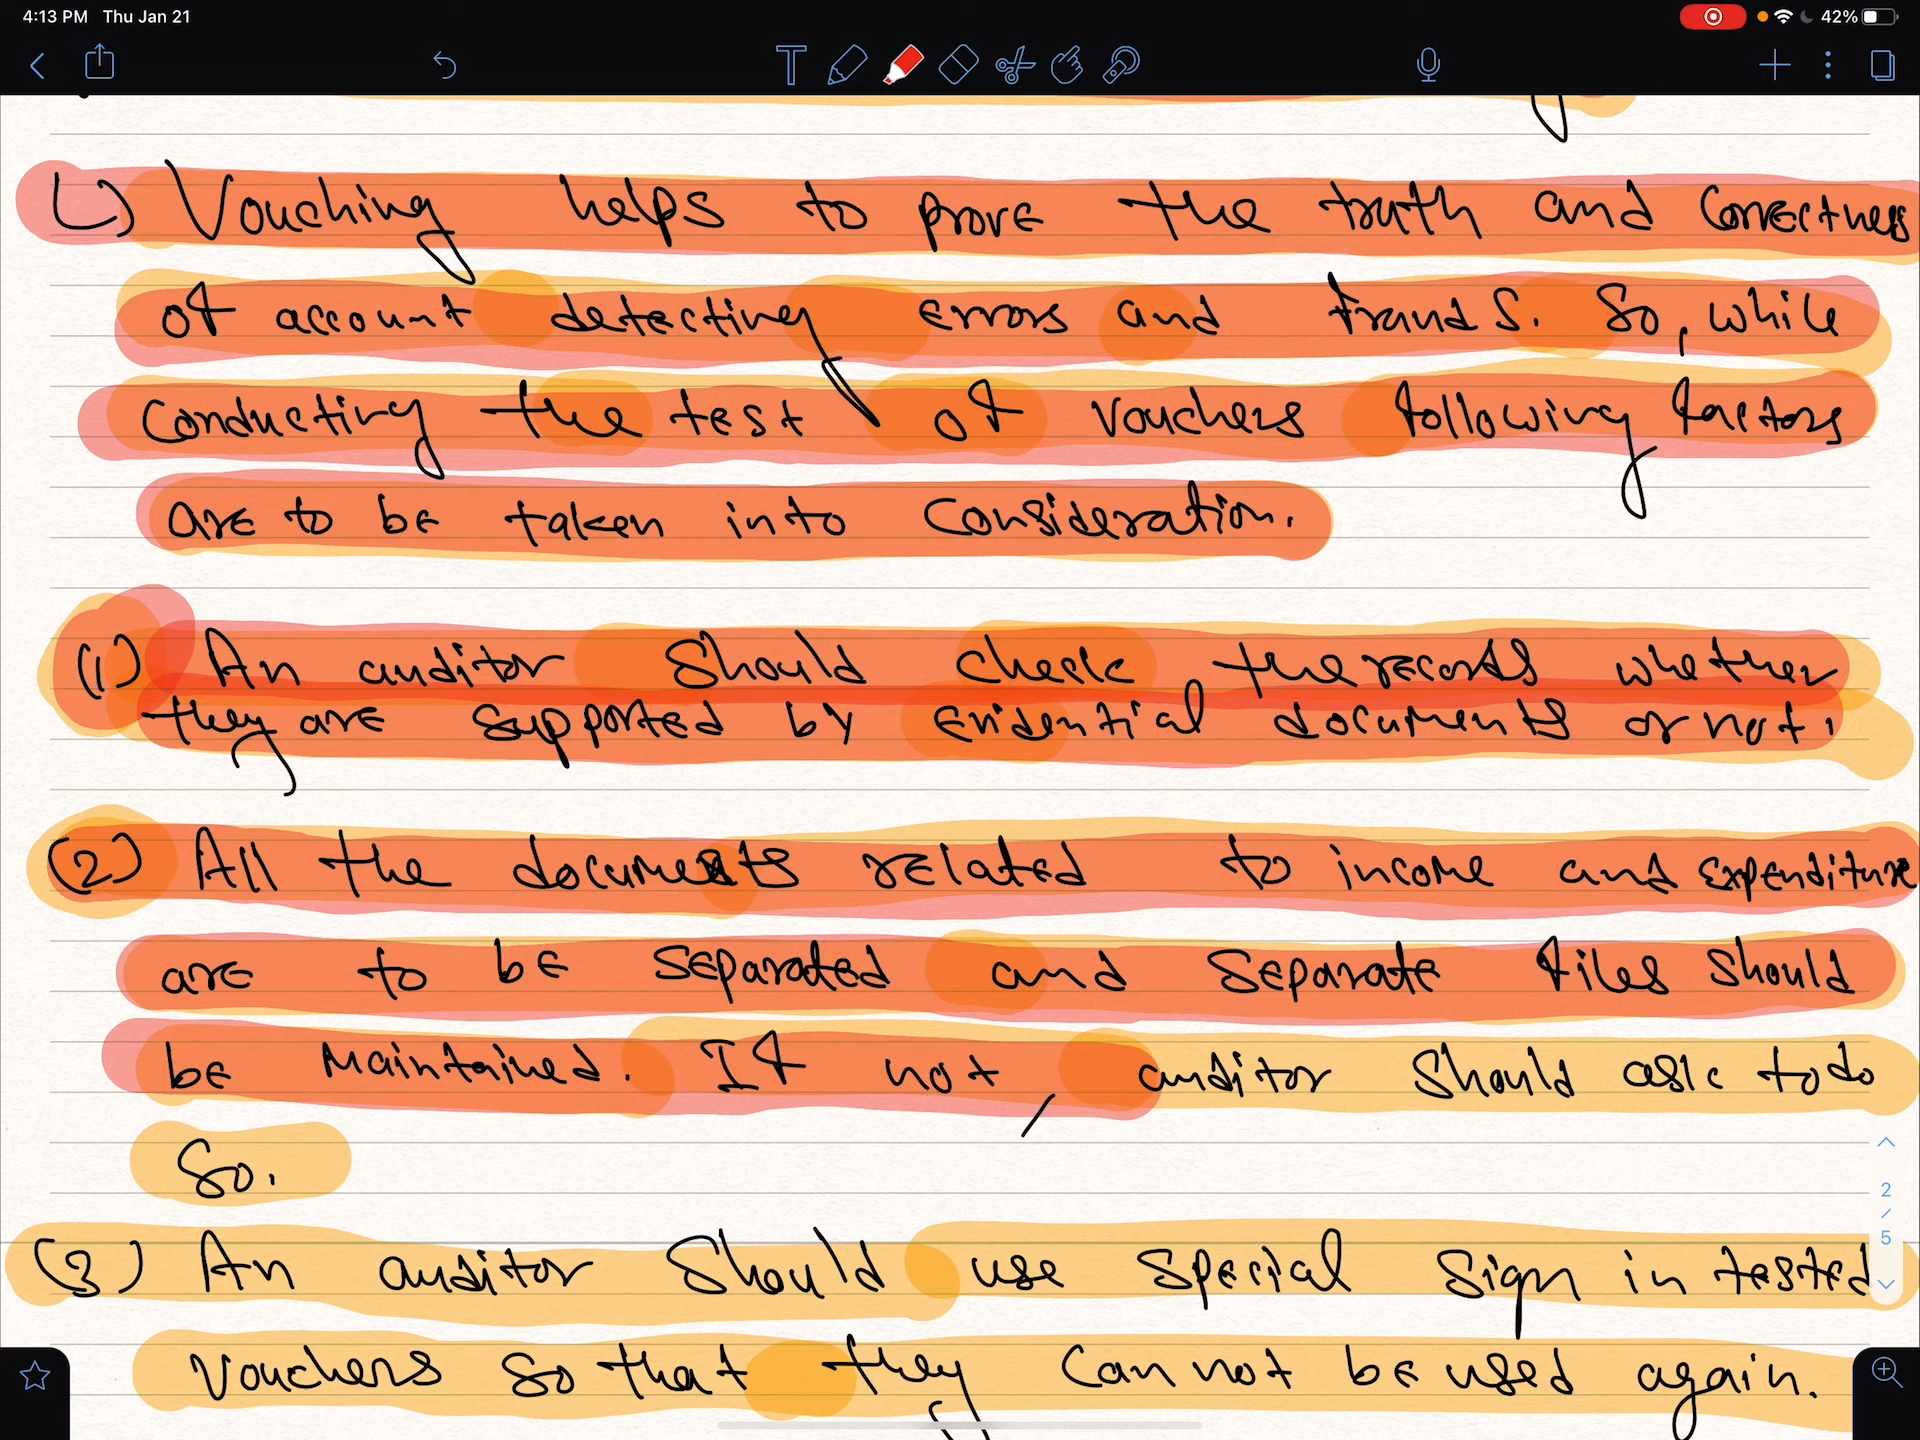 4:13 PM Thu Jan 21 42%
Vouching helps to prove the truth and correctness
of account detecting errors and frauds. So, while
conducting the test of vouchers following factors
are to be taken into consideration.
(1) An auditor should check the records whether
they are supported by evidential documents or not.
(2) All the documents related to income and expenditure
are to be separated and separate files should
be maintained. If not, auditor should ask to do
so.
(3) An auditor should use special sign in tested
vouchers so that they can not be used again.
2
/
5